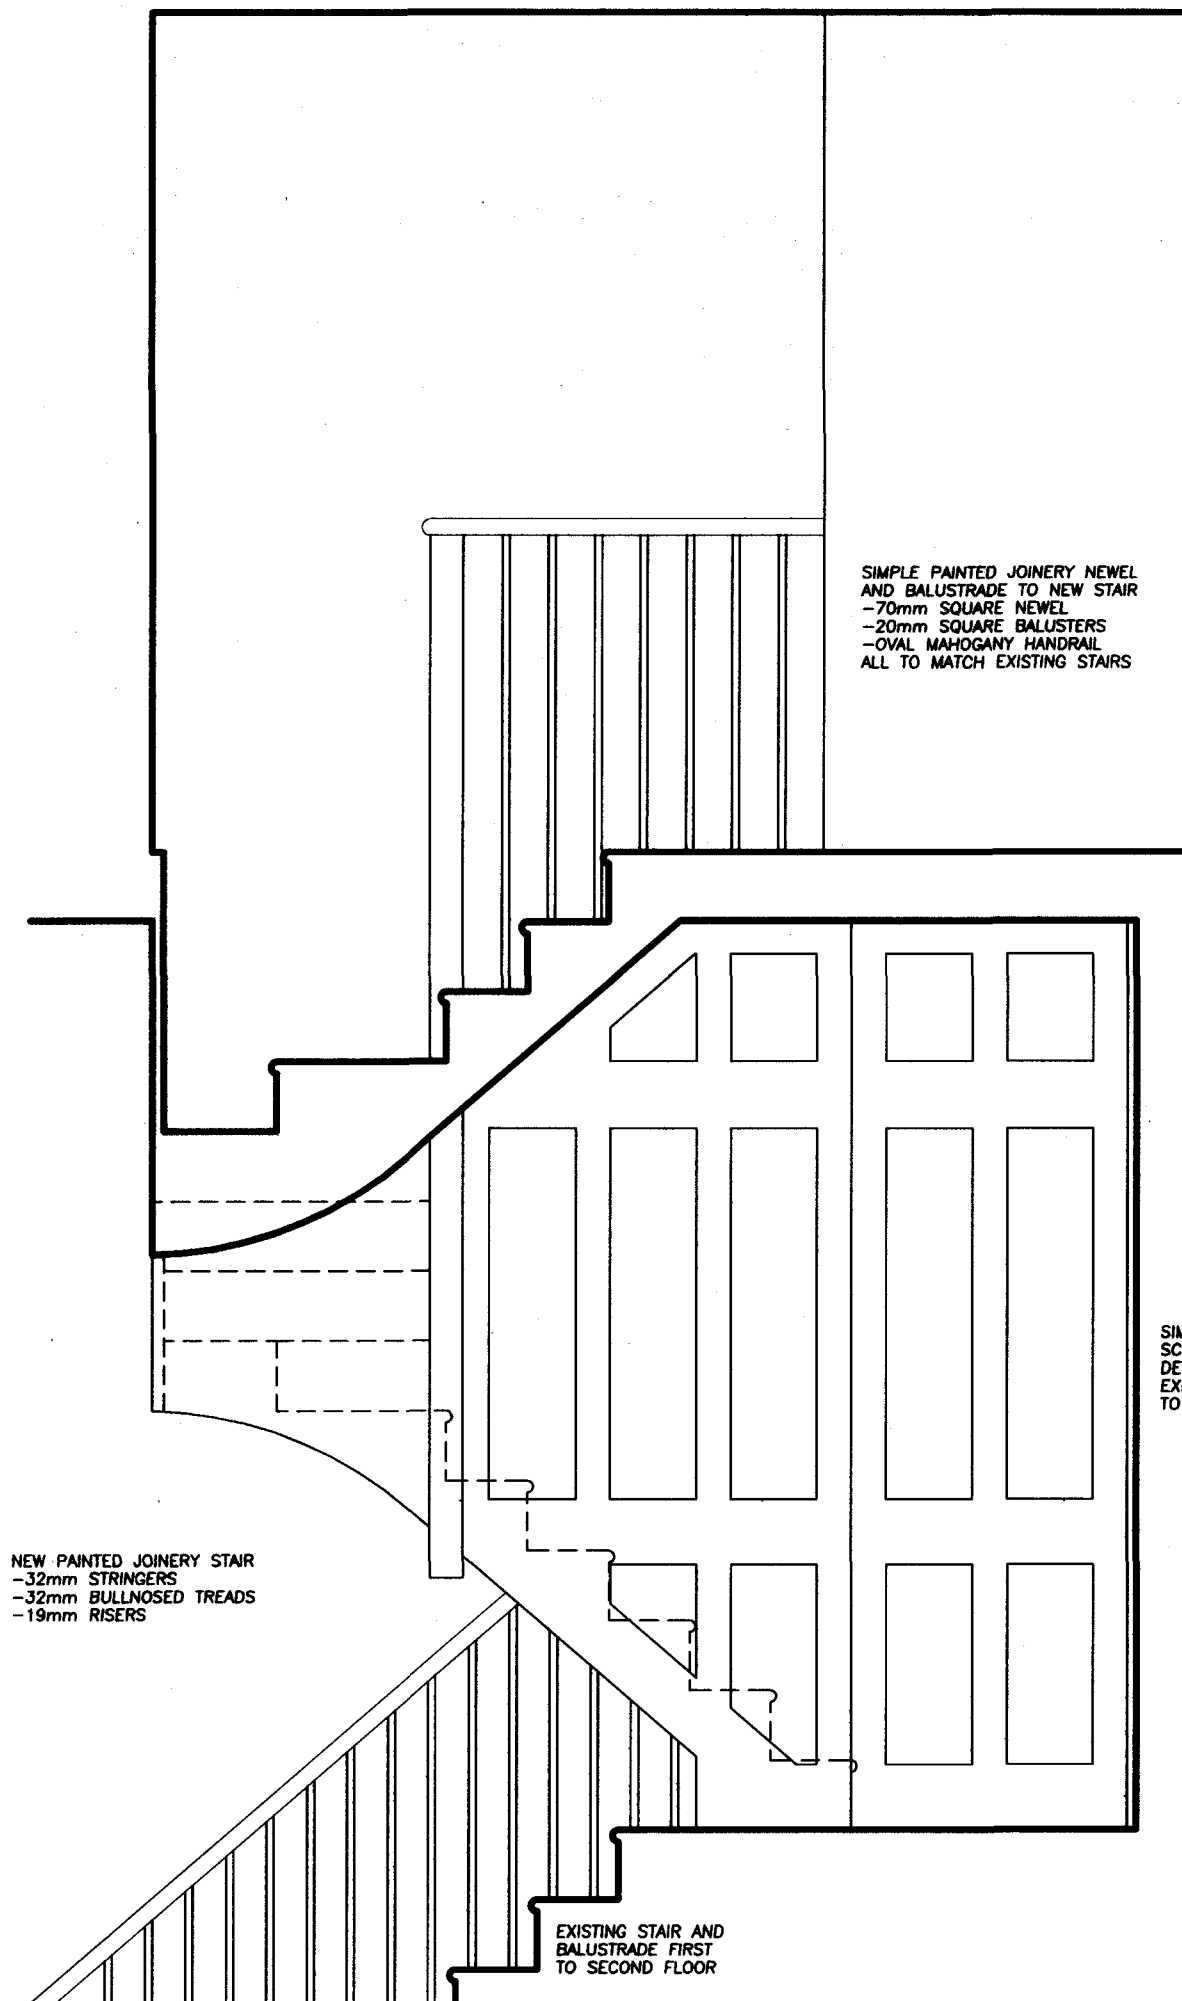 SIMPLE PAINTED JOINERY NEWEL
AND BALUSTRADE TO NEW STAIR
-70mm SQUARE NEWEL
-20mm SQUARE BALUSTERS
-OVAL MAHOGANY HANDRAIL
ALL TO MATCH EXISTING STAIRS
TO
NEW PAINTED JOINERY STAIR
-32mm STRINGERS
-32mm BULLNOSED TREADS
-19mm RISERS
EXISTING STAIR AND
BALUSTRADE FIRST
TO SECOND FLOOR